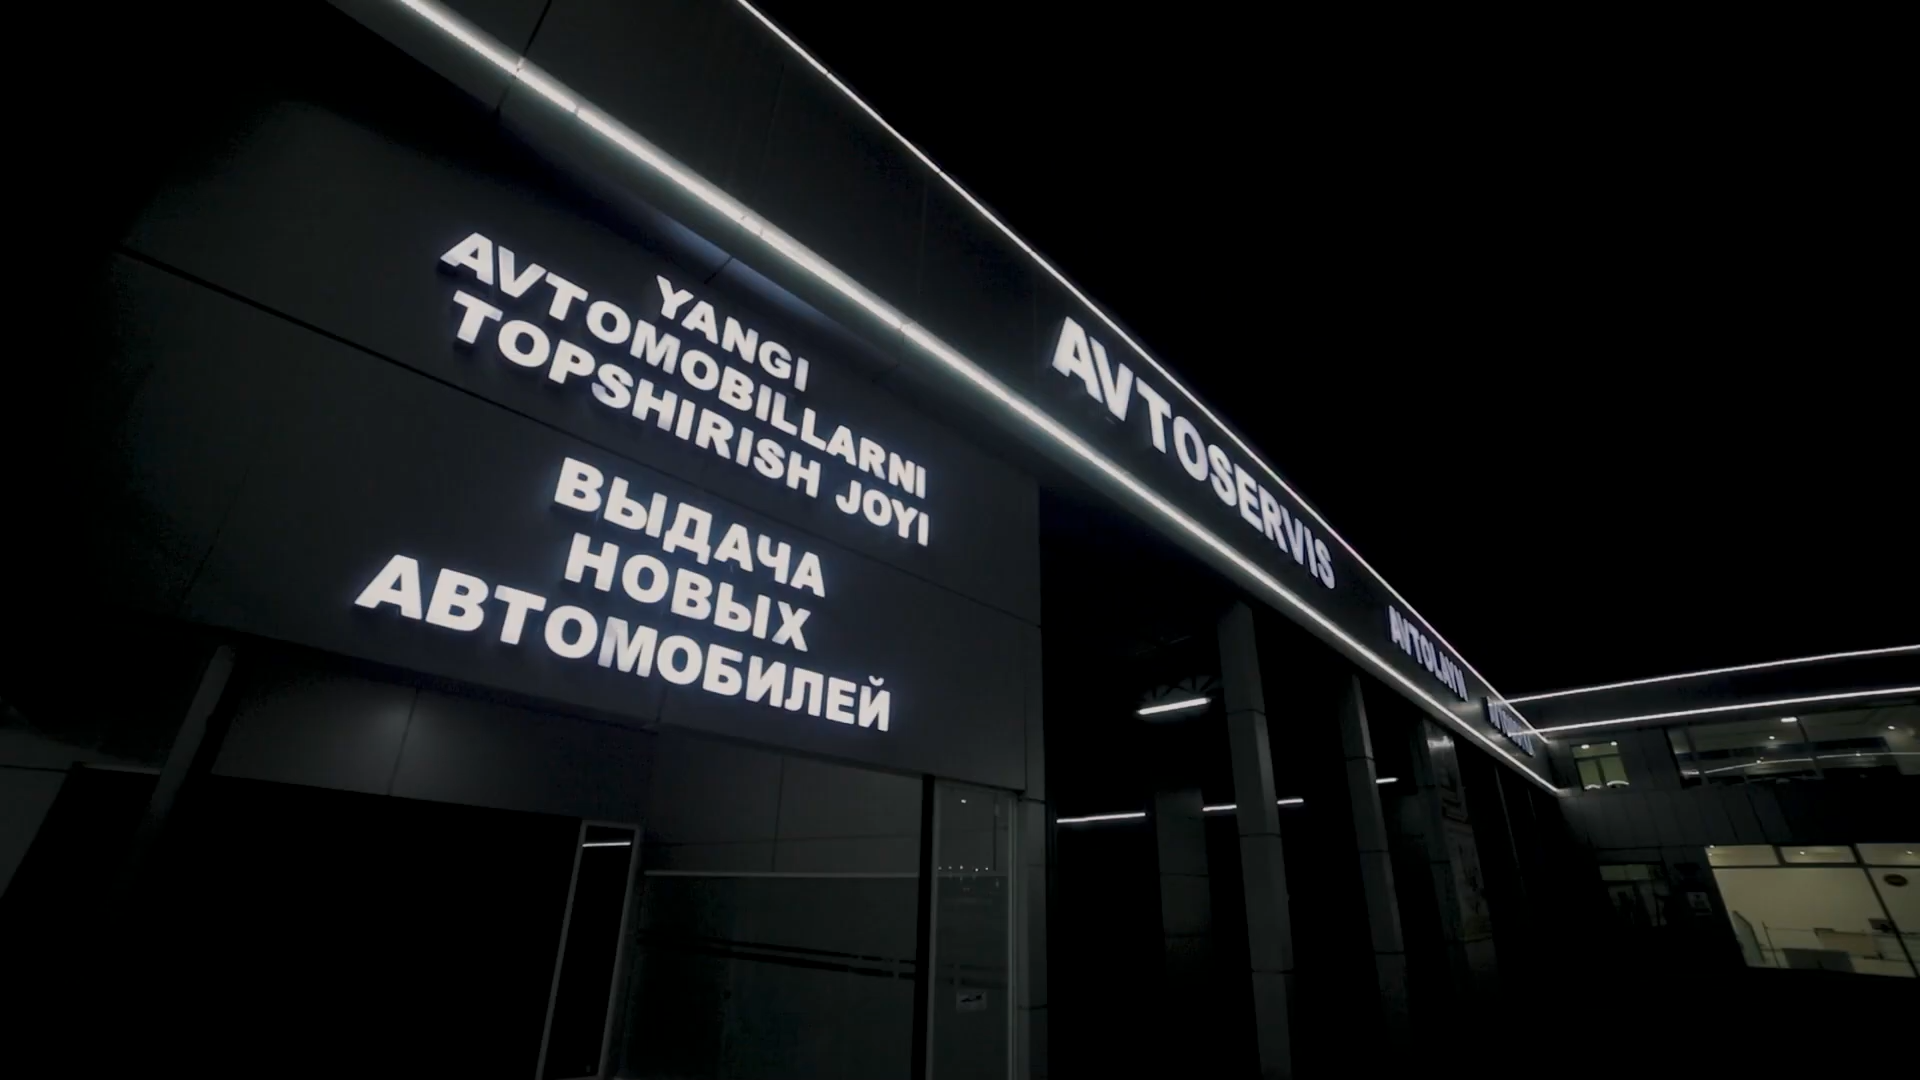 YANGI
AVTOMOBILLARNI
TOPSHIRISH JOYI
ВЫДАЧА
НОВЫХ
АВТОМОБИЛЕЙ
AVTOSERVIS
AVTOLAYN